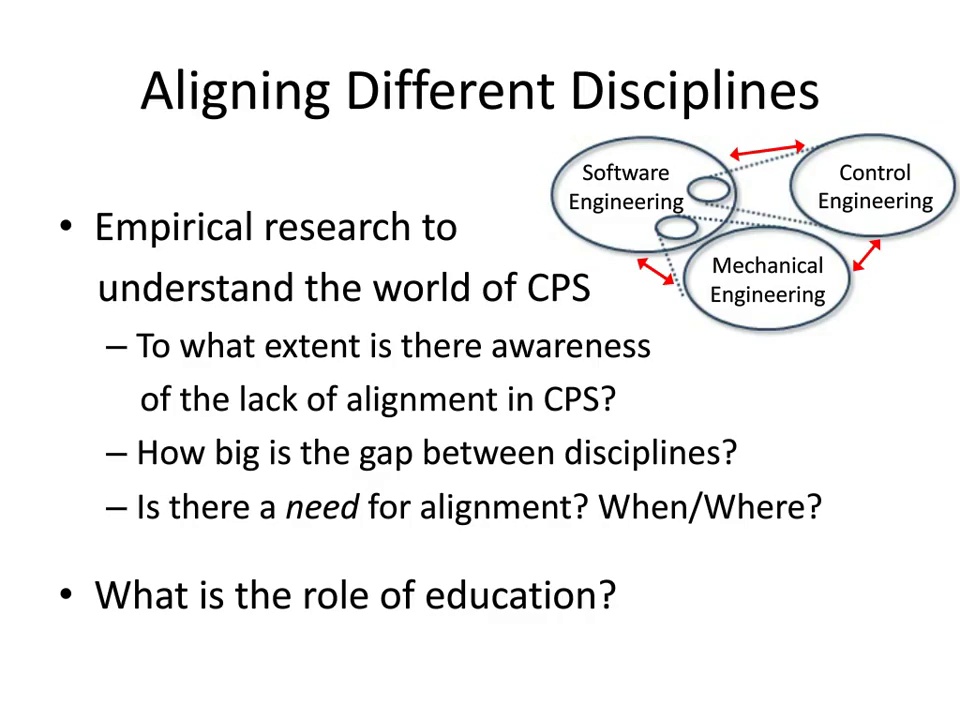 Aligning Different Disciplines
Software
Engineering
Control
Engineering
Mechanical
Engineering
• Empirical research to
understand the world of CPS
– To what extent is there awareness
of the lack of alignment in CPS?
– How big is the gap between disciplines?
– Is there a need for alignment? When/Where?
• What is the role of education?